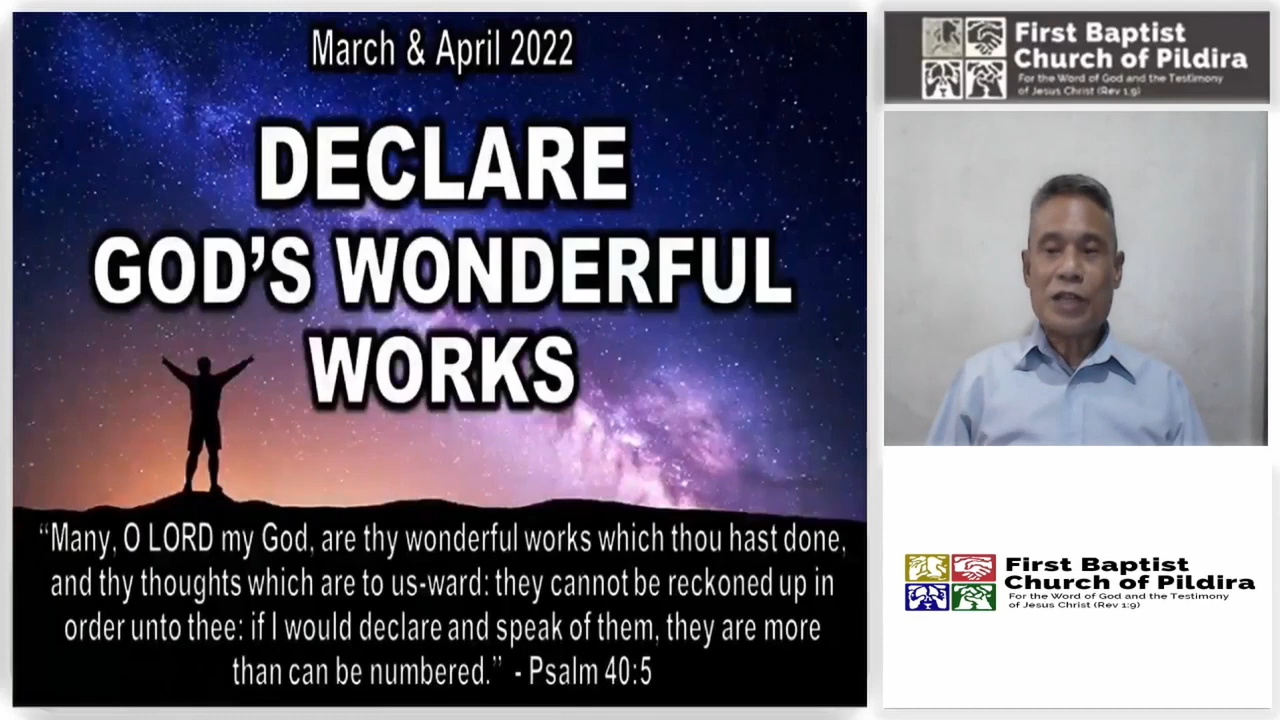 March & April 2022
DECLARE
GOD'S WONDERFUL
WORKS
“Many, O LORD my God, are thy wonderful works which thou hast done,
and thy thoughts which are to us-ward: they cannot be reckoned up in
order unto thee: if I would declare and speak of them, they are more
than can be numbered.” - Psalm 40:5
First Baptist
Church of Pildira
For the Word of God and the Testimony
of Jesus Christ (Rev 1:9)
First Baptist
Church of Pildira
For the Word of God and the Testimony
of Jesus Christ (Rev 1:9)